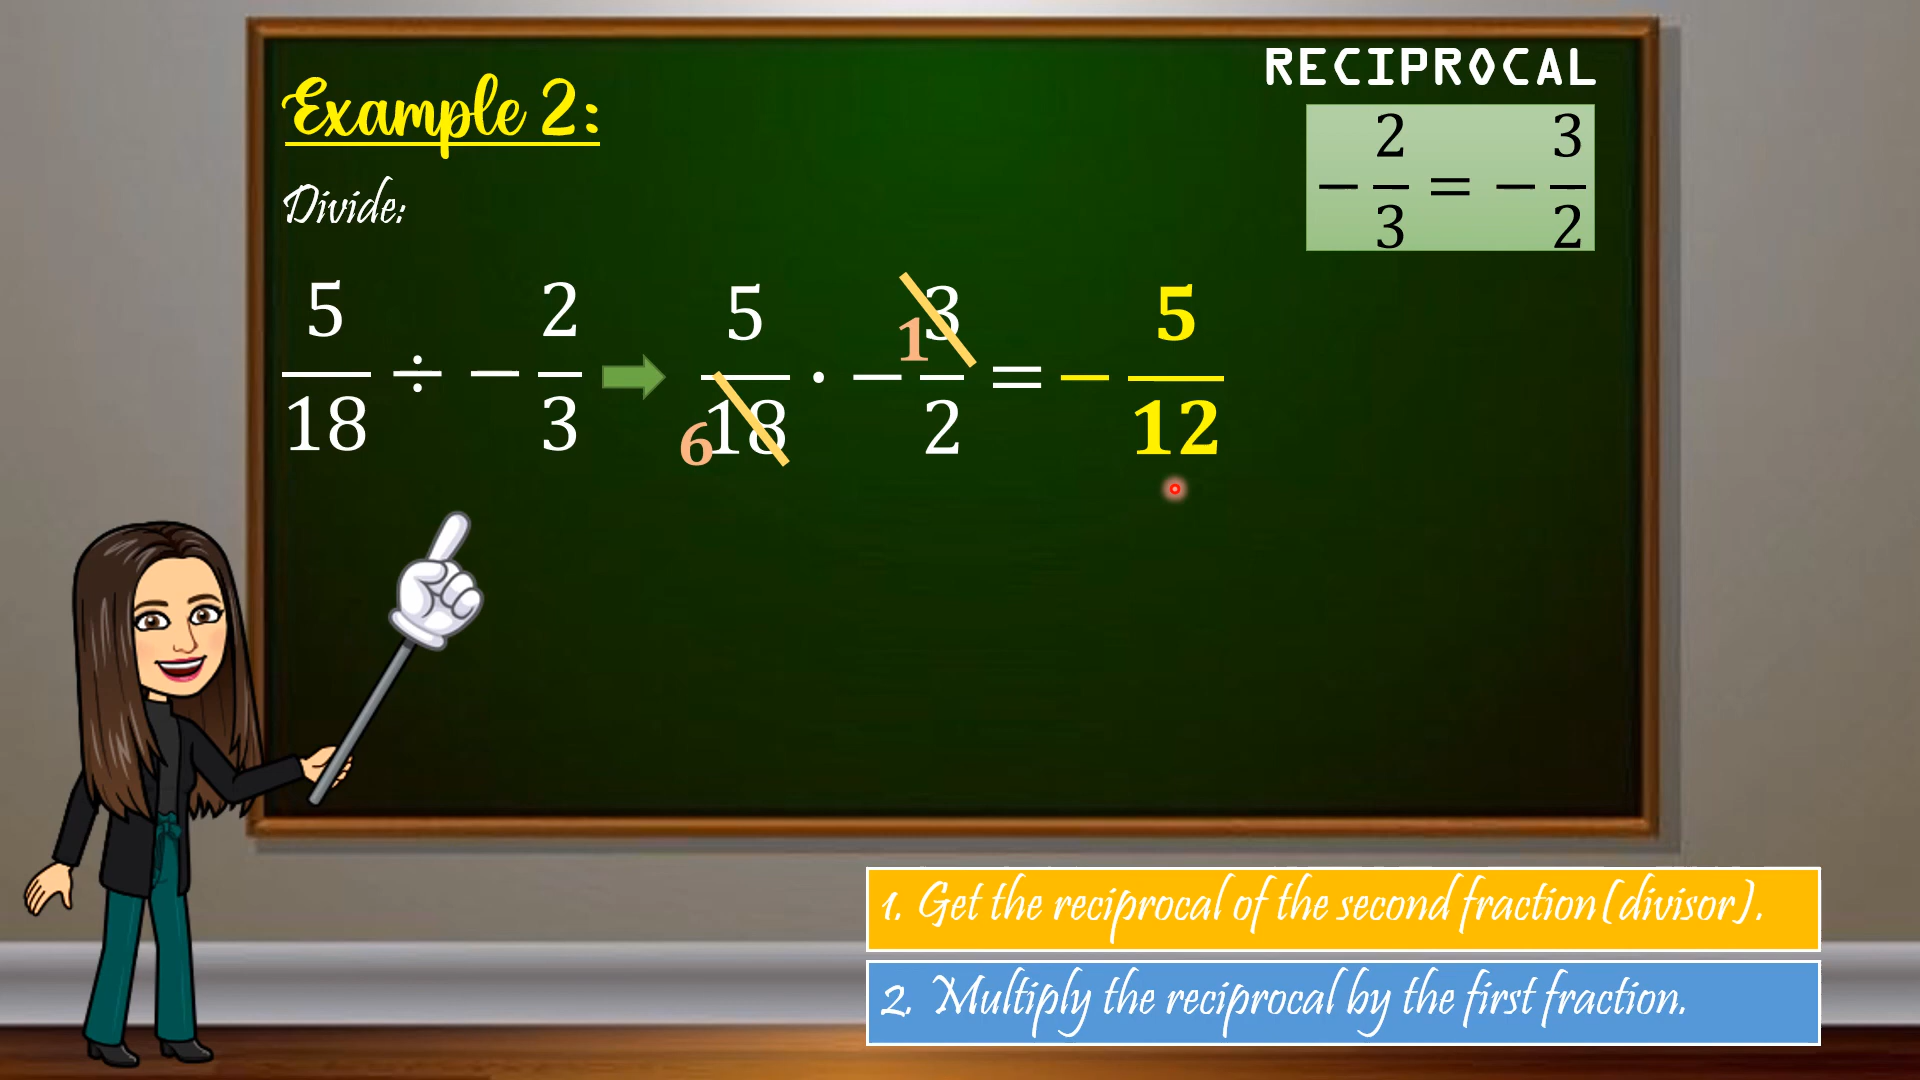 RECIPROCAL
Example 2:
− 2/3 = − 3/2
Divide:
5/18 ÷ − 2/3 5/18 · − 3/2 = − 5/12
1
6
1. Get the reciprocal of the second fraction (divisor).
2. Multiply the reciprocal by the first fraction.